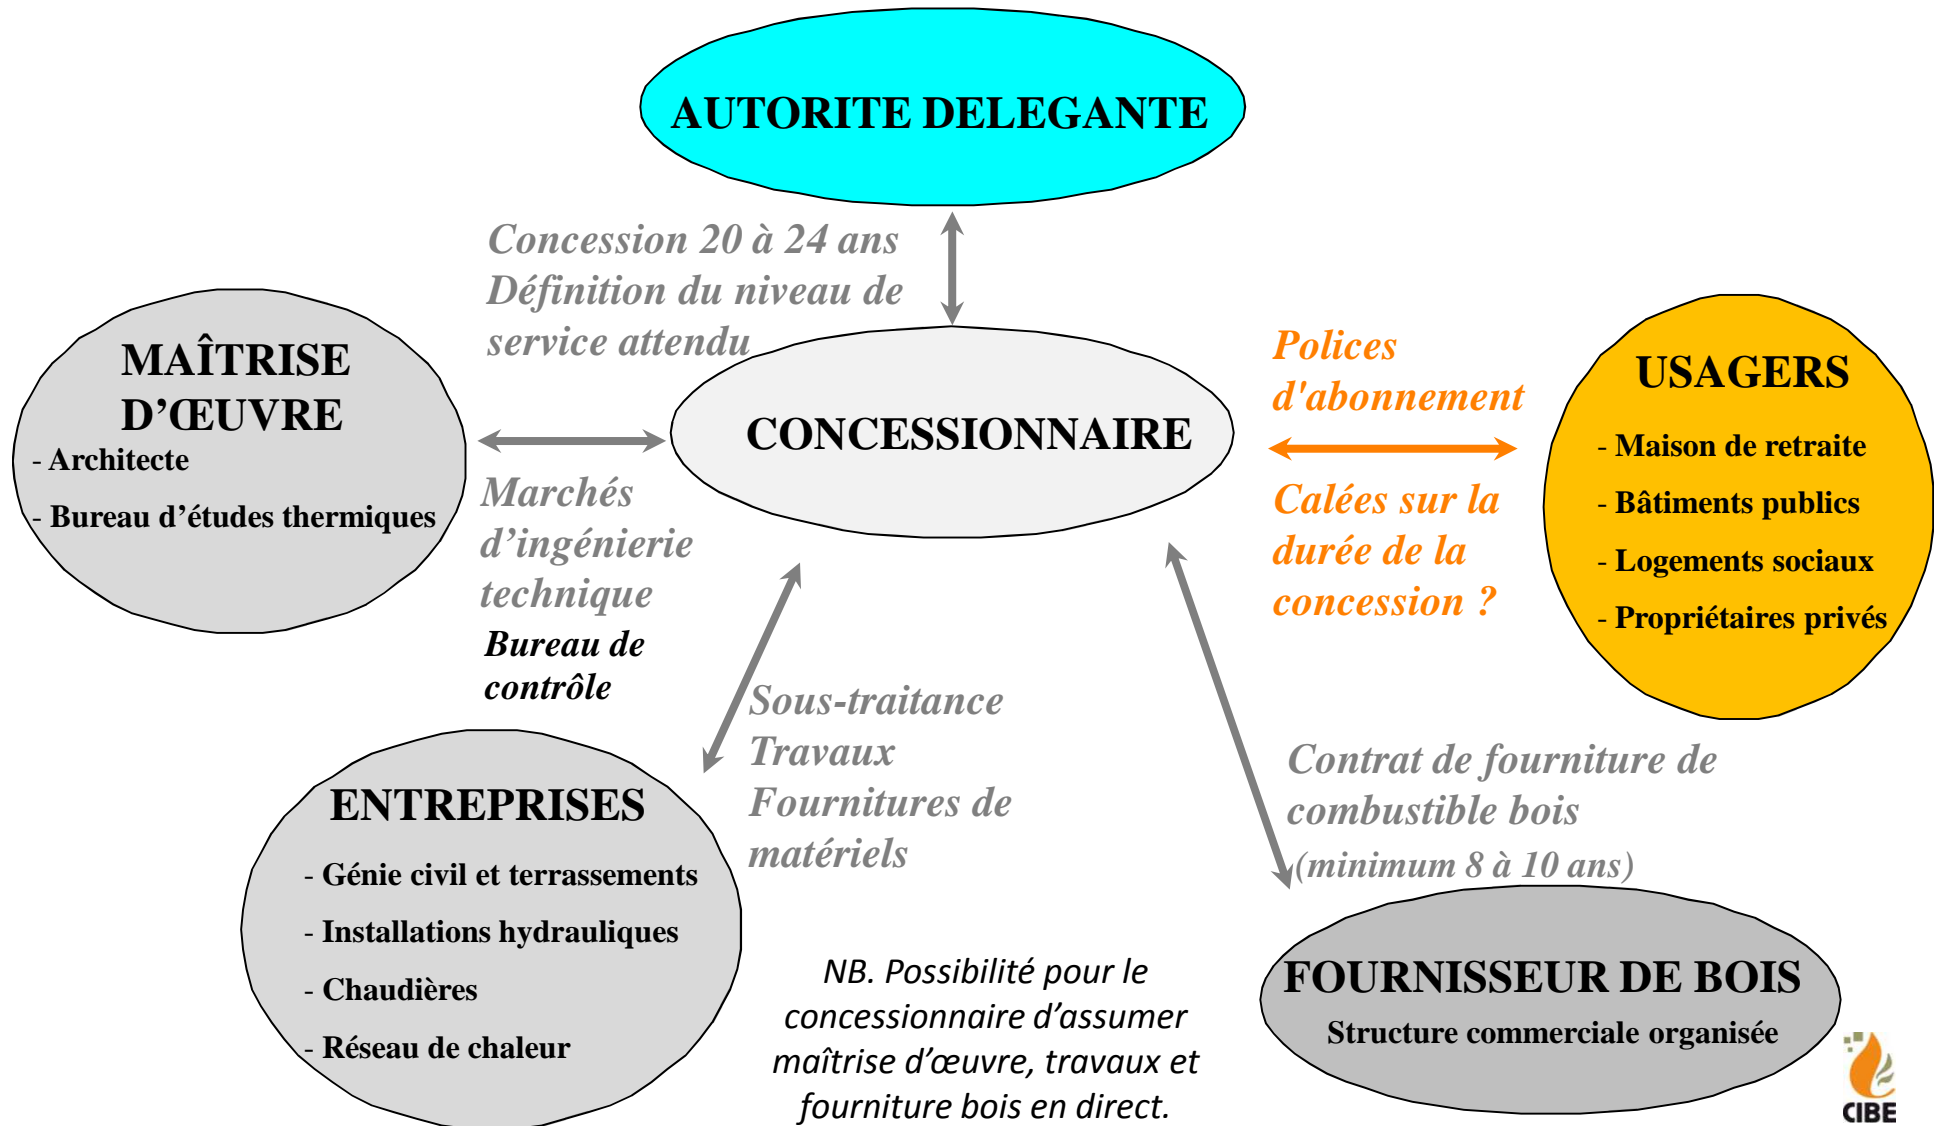 AUTORITE DELEGANTE
Concession 20 à 24 ans
Définition du niveau de
service attendu
MAÎTRISE
D’ŒUVRE
- Architecte
- Bureau d’études thermiques
CONCESSIONNAIRE
Polices
d'abonnement
Calées sur la
durée de la
concession ?
USAGERS
- Maison de retraite
- Bâtiments publics
- Logements sociaux
- Propriétaires privés
Marchés
d’ingénierie
technique
Bureau de
contrôle
Sous-traitance
Travaux
Fournitures de
matériels
Contrat de fourniture de
combustible bois
(minimum 8 à 10 ans)
ENTREPRISES
- Génie civil et terrassements
- Installations hydrauliques
- Chaudières
- Réseau de chaleur
NB. Possibilité pour le
concessionnaire d’assumer
maîtrise d’œuvre, travaux et
fourniture bois en direct.
FOURNISSEUR DE BOIS
Structure commerciale organisée
CIBE